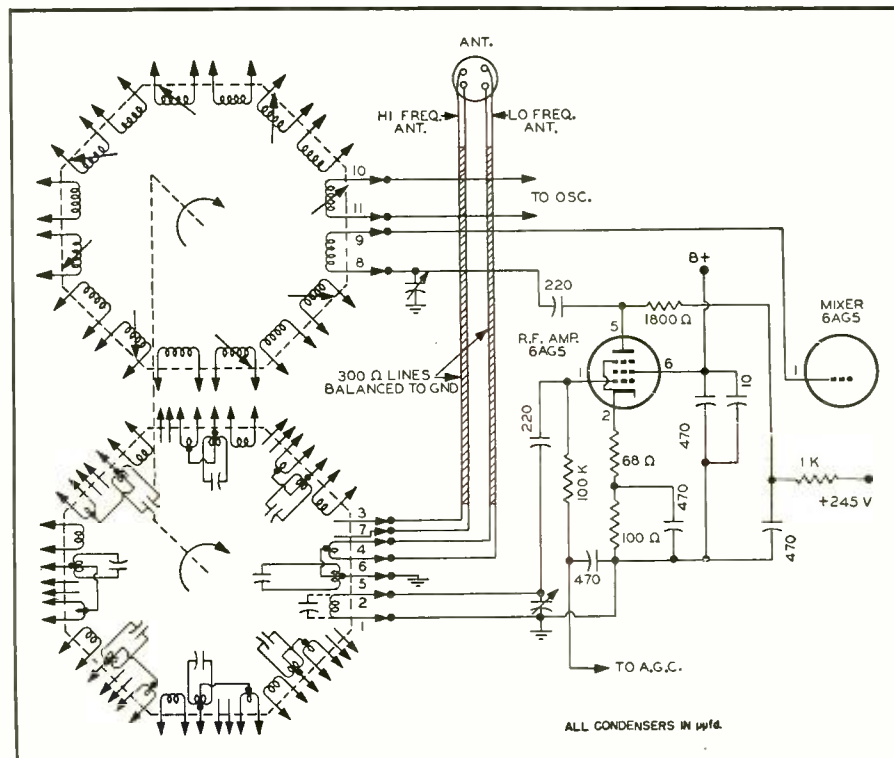 ANT.
HI FREQ.
ANT.
LO FREQ.
ANT.
10
TO OSC.
11
9
8
B+
220
1800 Ω
MIXER
6AG5
5
R.F. AMP.
6AG5
1
6
1
300 Ω LINES
BALANCED TO GND
2
10
220
470
68 Ω
100 K
470
1 K
+245 V
3
7
4
6
5
2
1
100 Ω
470
470
TO A.G.C.
ALL CONDENSERS IN µµfd.